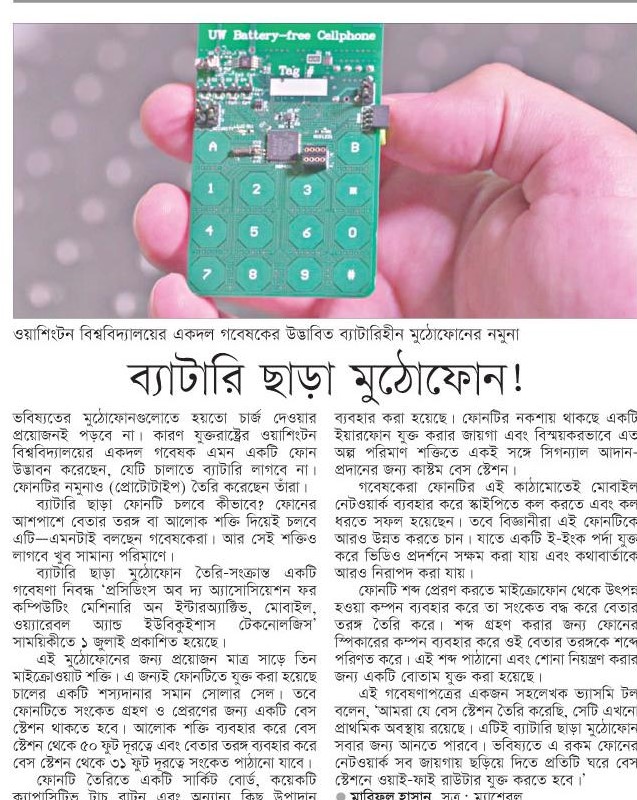 UW Battery-free Cellphone
Tag #
A B
1 2 3 *
4 5 6 0
7 8 9 #
ওয়াশিংটন বিশ্ববিদ্যালয়ের একদল গবেষকের উদ্ভাবিত ব্যাটারিহীন মুঠোফোনের নমুনা
ব্যাটারি ছাড়া মুঠোফোন!
ভবিষ্যতের মুঠোফোনগুলোতে হয়তো চার্জ দেওয়ার
প্রয়োজনই পড়বে না। কারণ যুক্তরাষ্ট্রের ওয়াশিংটন
বিশ্ববিদ্যালয়ের একদল গবেষক এমন একটি ফোন
উদ্ভাবন করেছেন, যেটি চালাতে ব্যাটারি লাগবে না।
ফোনটির নমুনাও (প্রোটোটাইপ) তৈরি করেছেন তাঁরা।
ব্যাটারি ছাড়া ফোনটি চলবে কীভাবে? ফোনের
আশপাশে বেতার তরঙ্গ বা আলোক শক্তি দিয়েই চলবে
এটি—এমনটাই বলছেন গবেষকেরা। আর সেই শক্তিও
লাগবে খুব সামান্য পরিমাণে।
ব্যাটারি ছাড়া মুঠোফোন তৈরি-সংক্রান্ত একটি
গবেষণা নিবন্ধ ‘প্রসিডিংস অব দ্য অ্যাসোসিয়েশন ফর
কম্পিউটিং মেশিনারি অন ইন্টার‍অ্যাক্টিভ, মোবাইল,
ওয়্যারেবল অ্যান্ড ইউবিকুইশাস টেকনোলজিস’
সাময়িকীতে ১ জুলাই প্রকাশিত হয়েছে।
এই মুঠোফোনের জন্য প্রয়োজন মাত্র সাড়ে তিন
মাইক্রোওয়াট শক্তি। এ জন্যই ফোনটিতে যুক্ত করা হয়েছে
চালের একটি শস্যদানার সমান সোলার সেল। তবে
ফোনটিতে সংকেত গ্রহণ ও প্রেরণের জন্য একটি বেস
স্টেশন থাকতে হবে। আলোক শক্তি ব্যবহার করে বেস
স্টেশন থেকে ৫০ ফুট দূরত্বে এবং বেতার তরঙ্গ ব্যবহার করে
বেস স্টেশন থেকে ৩১ ফুট দূরত্বে সংকেত পাঠানো যাবে।
ফোনটি তৈরিতে একটি সার্কিট বোর্ড, কয়েকটি
ক্যাপাসিটিভ টাচ বাটন এবং অন্যান্য কিছু উপাদান
ব্যবহার করা হয়েছে। ফোনটির নকশায় থাকছে একটি
ইয়ারফোন যুক্ত করার জায়গা এবং বিস্ময়করভাবে এত
অল্প পরিমাণ শক্তিতে একই সঙ্গে সিগন্যাল আদান-
প্রদানের জন্য কাস্টম বেস স্টেশন।
গবেষকেরা ফোনটির এই কাঠামোতেই মোবাইল
নেটওয়ার্ক ব্যবহার করে স্কাইপিতে কল করতে এবং কল
ধরতে সফল হয়েছেন। তবে বিজ্ঞানীরা এই ফোনটিকে
আরও উন্নত করতে চান। যাতে একটি ই-ইংক পর্দা যুক্ত
করে ভিডিও প্রদর্শনে সক্ষম করা যায় এবং কথাবার্তাকে
আরও নিরাপদ করা যায়।
ফোনটি শব্দ প্রেরণ করতে মাইক্রোফোন থেকে উৎপন্ন
হওয়া কম্পন ব্যবহার করে তা সংকেত বদ্ধ করে বেতার
তরঙ্গ তৈরি করে। শব্দ গ্রহণ করার জন্য ফোনের
স্পিকারের কম্পন ব্যবহার করে ওই বেতার তরঙ্গকে শব্দে
পরিণত করে। এই শব্দ পাঠানো এবং শোনা নিয়ন্ত্রণ করার
জন্য একটি বোতাম যুক্ত করা হয়েছে।
এই গবেষণাপত্রের একজন সহলেখক ভ্যাসমি টল
বলেন, ‘আমরা যে বেস স্টেশন তৈরি করেছি, সেটি এখনো
প্রাথমিক অবস্থায় রয়েছে। এটিই ব্যাটারি ছাড়া মুঠোফোন
সবার জন্য আনতে পারবে। ভবিষ্যতে এ রকম ফোনের
নেটওয়ার্ক সব জায়গায় ছড়িয়ে দিতে প্রতিটি ঘরে বেস
স্টেশনে ওয়াই-ফাই রাউটার যুক্ত করতে হবে।’
শারিফুল হাসান, সূত্র : ম্যাশেবল